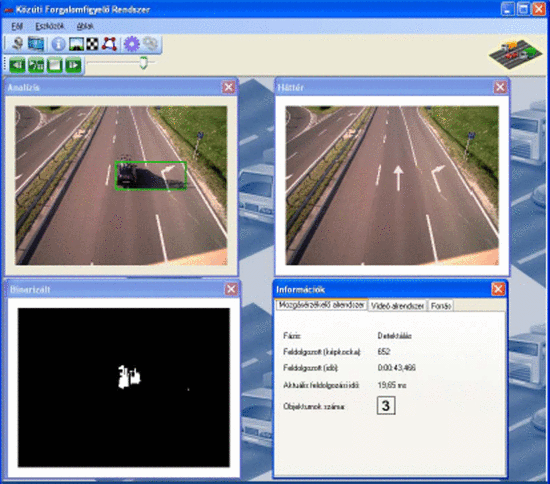 Közúti Forgalomfigyelő Rendszer
Fájl Eszközök Ablak
Analízis
Háttér
Binarizált
Információk
Mozgásérzékelő alrendszer Videó alrendszer Forrás
Fázis: Detektálás
Feldolgozott (képkocka): 652
Feldolgozott (idő): 0:00:43,466
Aktuális feldolgozási idő: 19,65 ms
Objektumok száma: 3